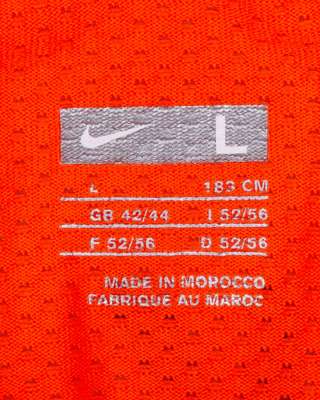 L
L 183 CM
GB 42/44 I 52/56
F 52/56 D 52/56
MADE IN MOROCCO
FABRIQUE AU MAROC